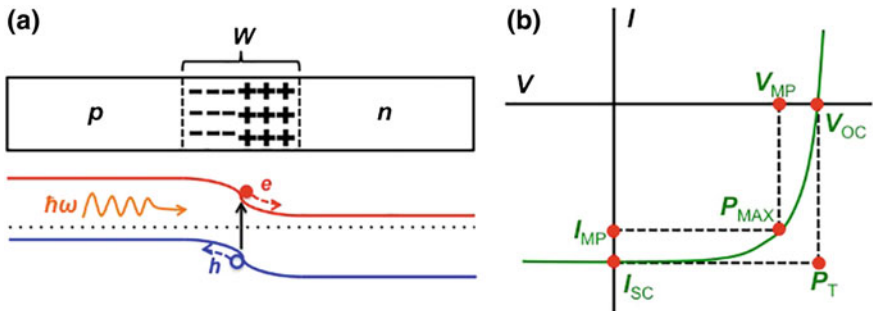 (a)
W
p
− − − + + +
− − − + + +
− − − + + +
n
ħω
e
h
(b)
I
V
V_MP
V_OC
P_MAX
I_MP
I_SC
P_T